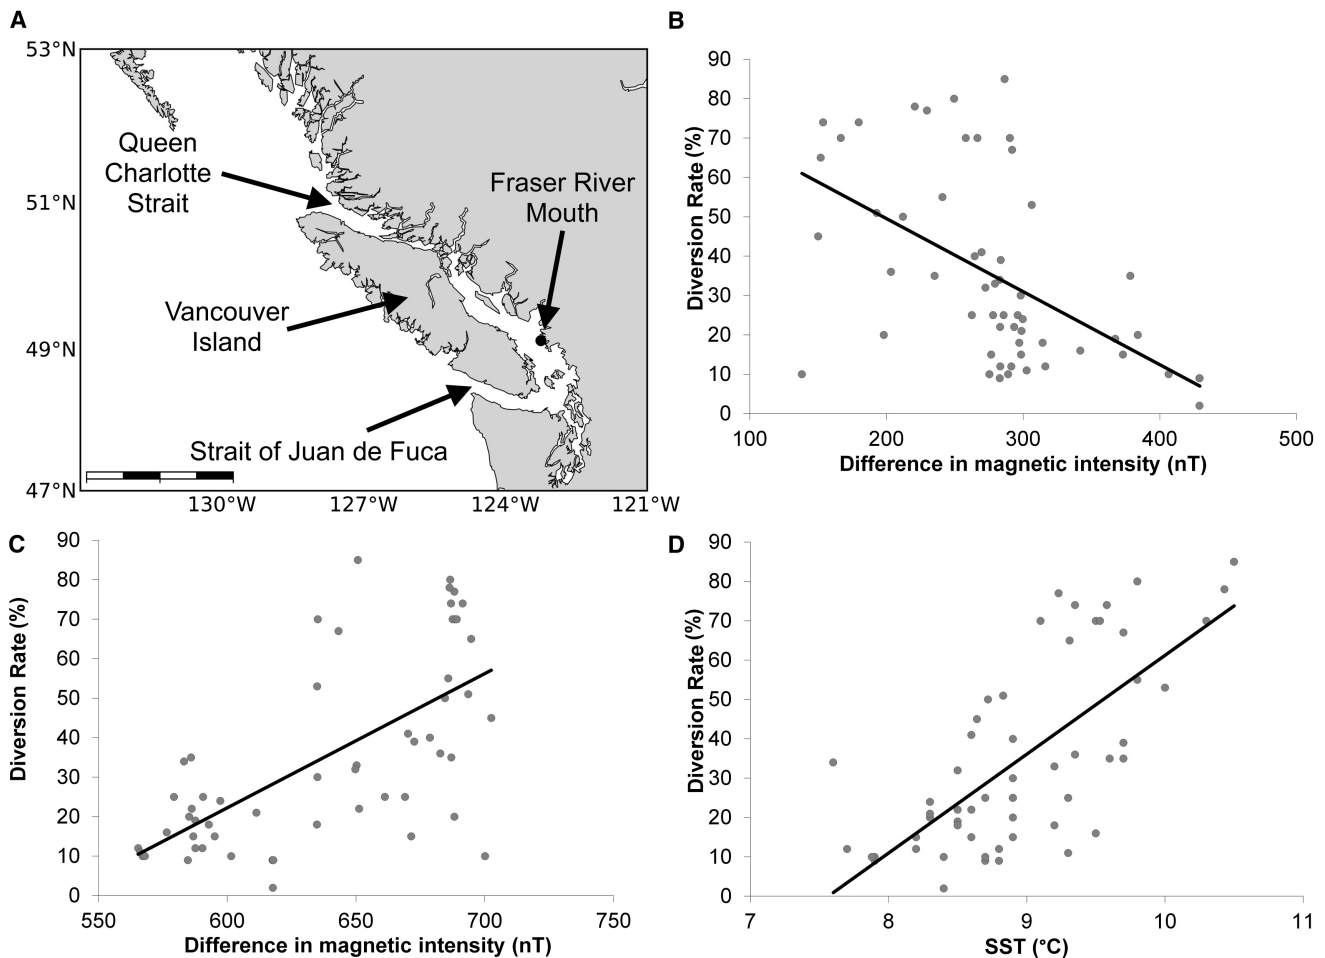 A
53°N
51°N
49°N
47°N
130°W
127°W
124°W
121°W
Queen
Charlotte
Strait
Fraser River
Mouth
Vancouver
Island
Strait of Juan de Fuca
B
Diversion Rate (%)
90
80
70
60
50
40
30
20
10
0
100
200
300
400
500
Difference in magnetic intensity (nT)
C
Diversion Rate (%)
90
80
70
60
50
40
30
20
10
0
550
600
650
700
750
Difference in magnetic intensity (nT)
D
Diversion Rate (%)
90
80
70
60
50
40
30
20
10
0
7
8
9
10
11
SST (°C)